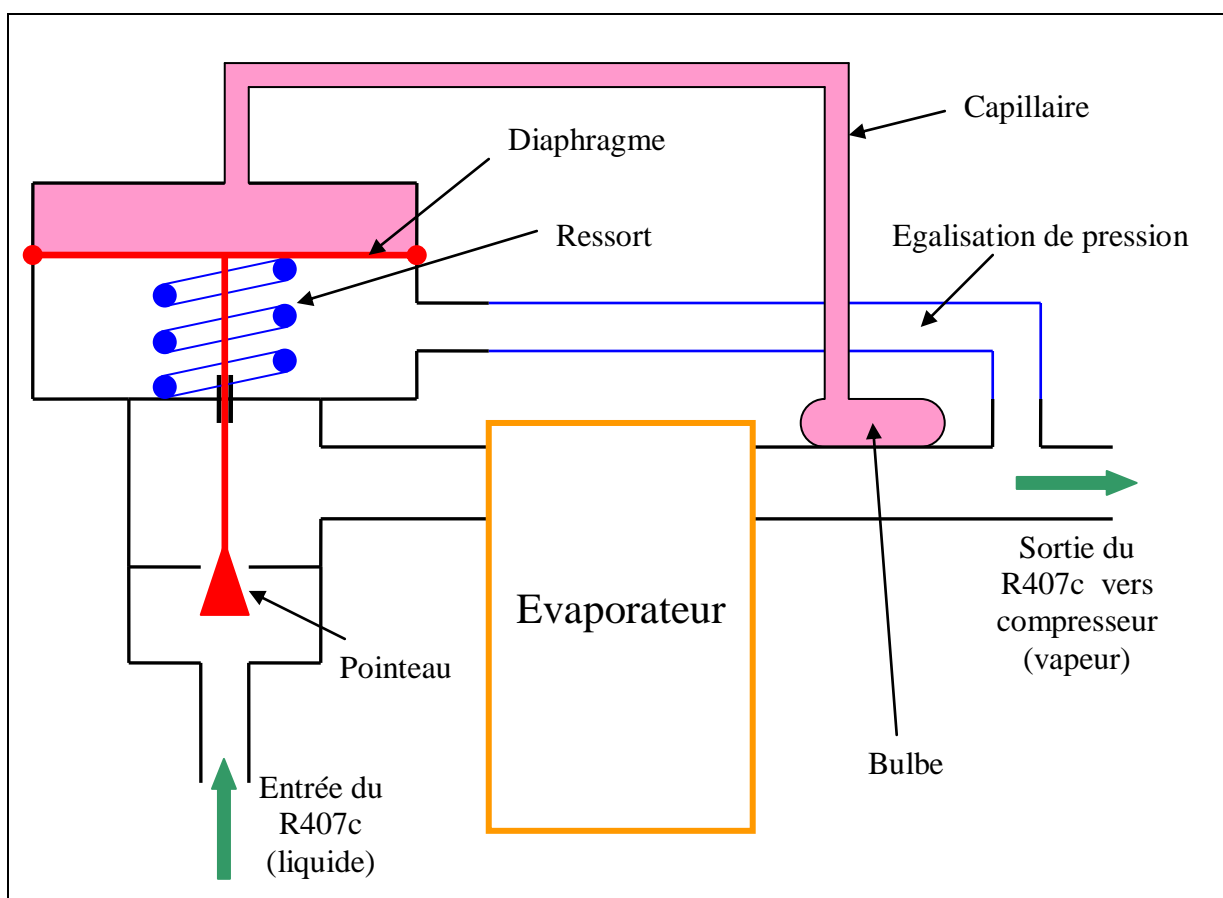 Capillaire
Diaphragme
Ressort
Egalisation de pression
Evaporateur
Sortie du
R407c vers
compresseur
(vapeur)
Pointeau
Bulbe
Entrée du
R407c
(liquide)